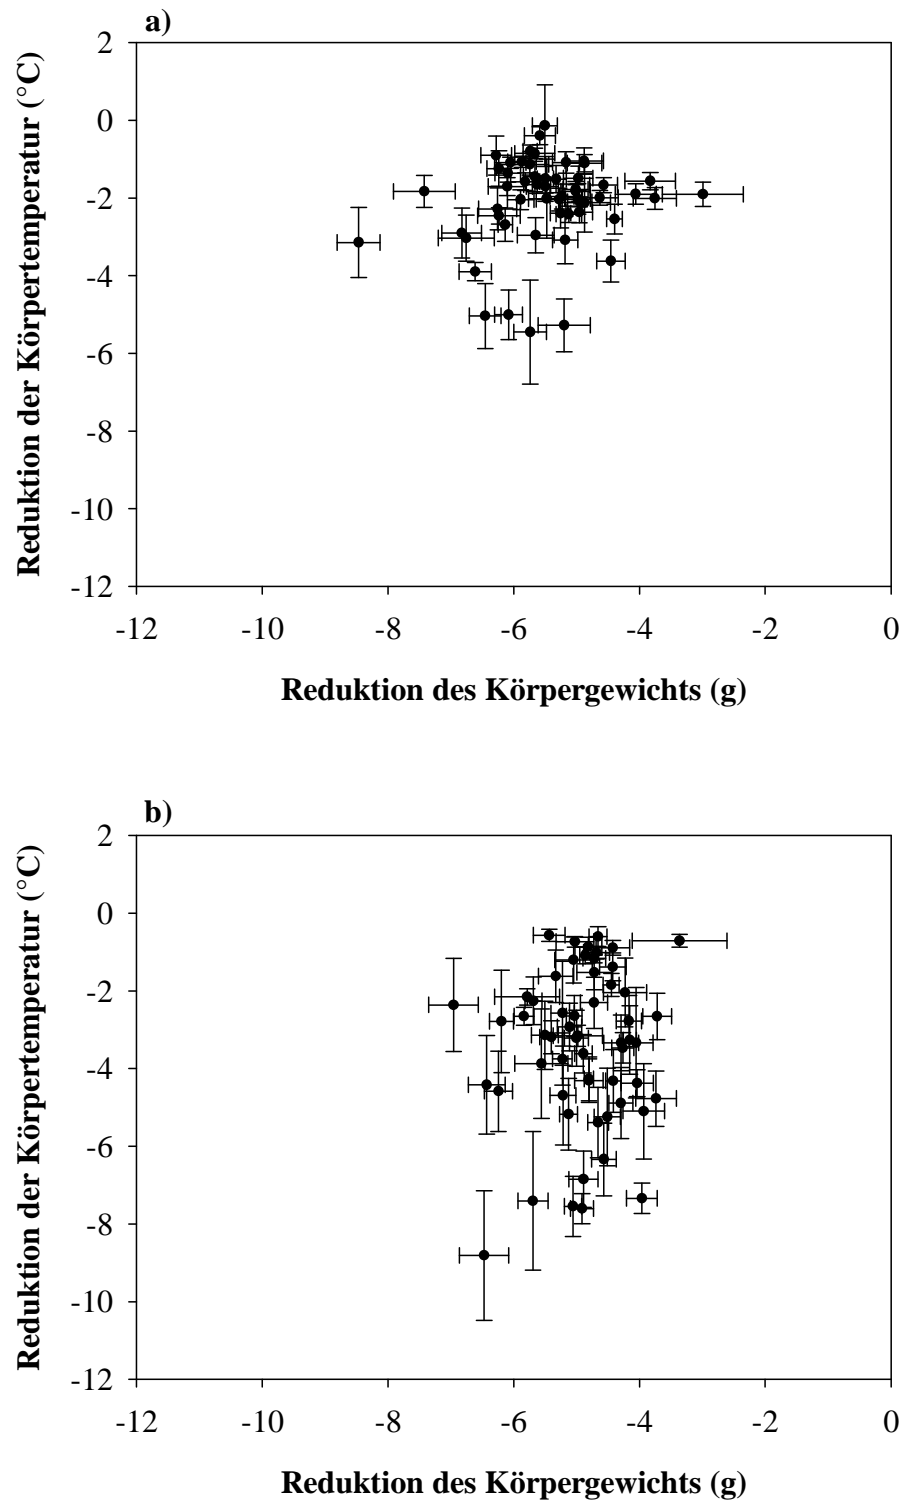 a)
Reduktion der Körpertemperatur (°C)
2
0
-2
-4
-6
-8
-10
-12
-12 -10 -8 -6 -4 -2 0
Reduktion des Körpergewichts (g)
b)
Reduktion der Körpertemperatur (°C)
2
0
-2
-4
-6
-8
-10
-12
-12 -10 -8 -6 -4 -2 0
Reduktion des Körpergewichts (g)